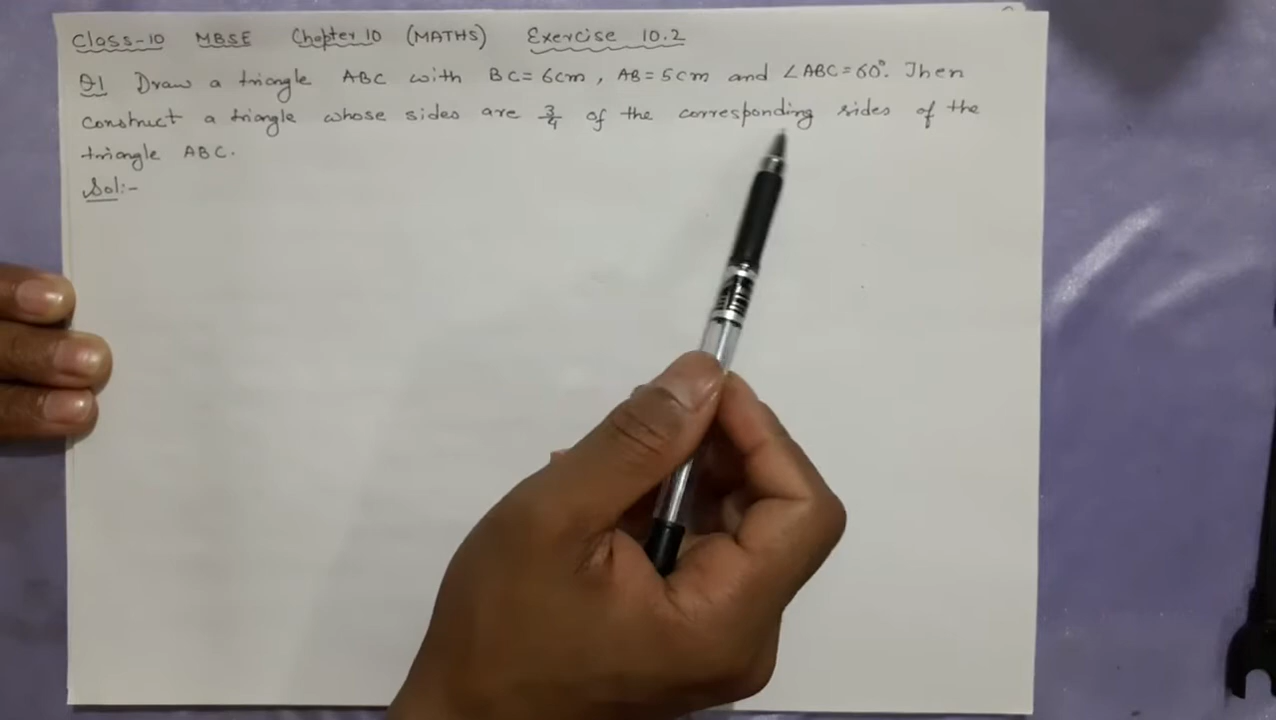 Class-10 MBSE Chapter 10 (MATHS) Exercise 10.2
Q1 Draw a triangle ABC with BC = 6cm, AB = 5cm and ∠ABC = 60°. Then
construct a triangle whose sides are 3/4 of the corresponding sides of the
triangle ABC.
Sol:-